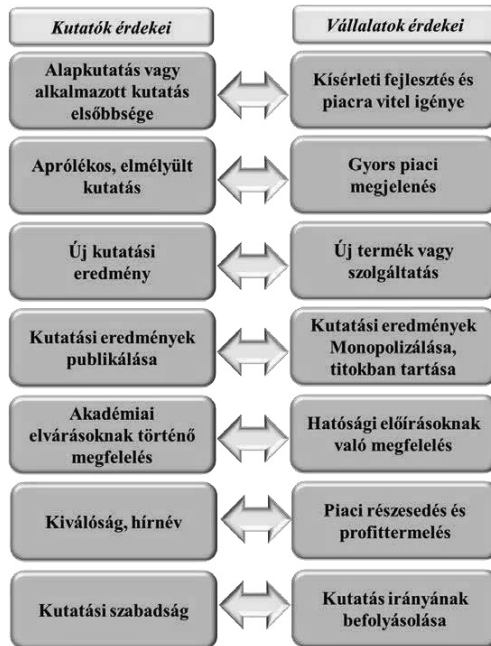 Kutatók érdekei
Vállalatok érdekei
Alapkutatás vagy
alkalmazott kutatás
elsőbbsége
Kísérleti fejlesztés és
piacra vitel igénye
Aprólékos, elmélyült
kutatás
Gyors piaci
megjelenés
Új kutatási
eredmény
Új termék vagy
szolgáltatás
Kutatási eredmények
publikálása
Kutatási eredmények
Monopolizálása,
titokban tartása
Akadémiai
elvárásoknak történő
megfelelés
Hatósági előírásoknak
való megfelelés
Kiválóság, hírnév
Piaci részesedés és
profittermelés
Kutatási szabadság
Kutatás irányának
befolyásolása